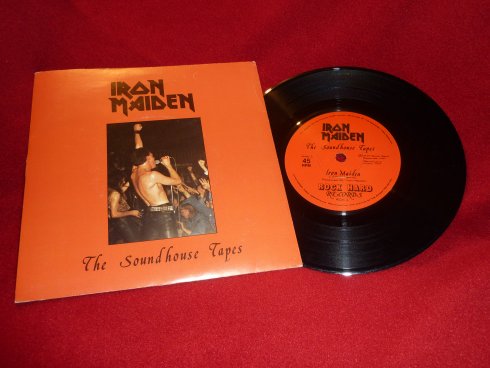 IRON
MAIDEN
The Soundhouse Tapes
IRON
MAIDEN
The Soundhouse Tapes
45
Iron Maiden
ROCK HARD
RECORDS